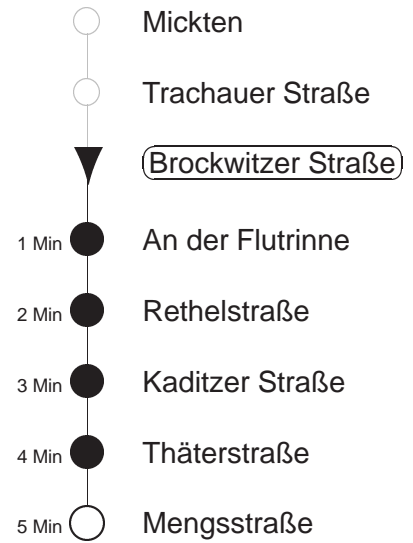 Mickten
Trachauer Straße
Brockwitzer Straße
1 Min An der Flutrinne
2 Min Rethelstraße
3 Min Kaditzer Straße
4 Min Thäterstraße
5 Min Mengsstraße